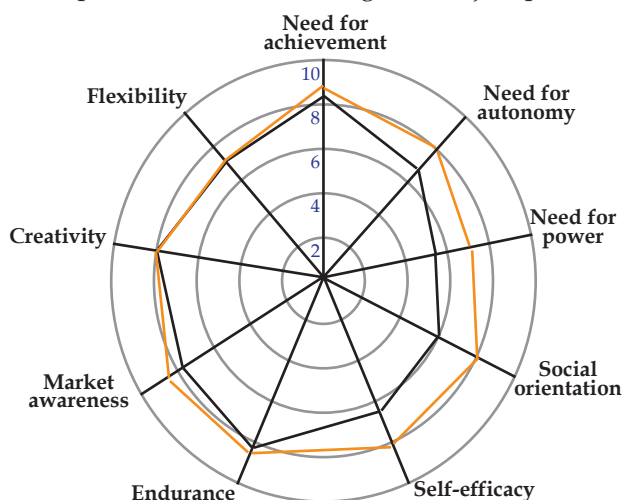 Need for
achievement
10
Flexibility
Need for
autonomy
8
6
4
Need for
power
Creativity
2
Social
orientation
Market
awareness
Endurance
Self-efficacy